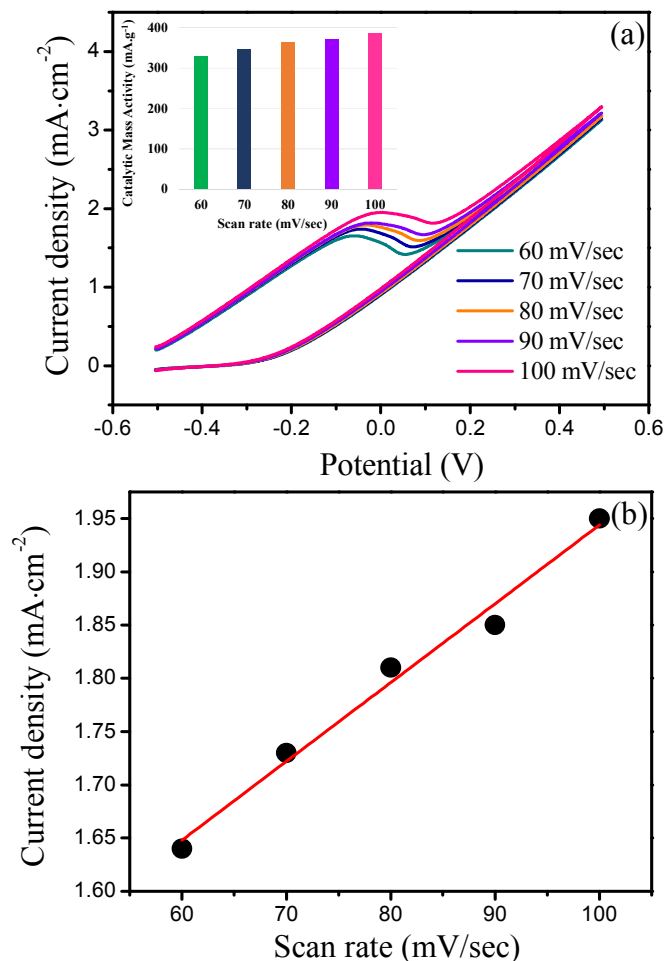 (a)
Current density (mA·cm⁻²)
4
3
2
1
0
-0.6
-0.4
-0.2
0.0
0.2
0.4
0.6
Potential (V)
Catalytic Mass Activity (mA.g⁻¹)
400
300
200
100
0
60
70
80
90
100
Scan rate (mV/sec)
60 mV/sec
70 mV/sec
80 mV/sec
90 mV/sec
100 mV/sec
(b)
Current density (mA·cm⁻²)
1.95
1.90
1.85
1.80
1.75
1.70
1.65
1.60
60
70
80
90
100
Scan rate (mV/sec)